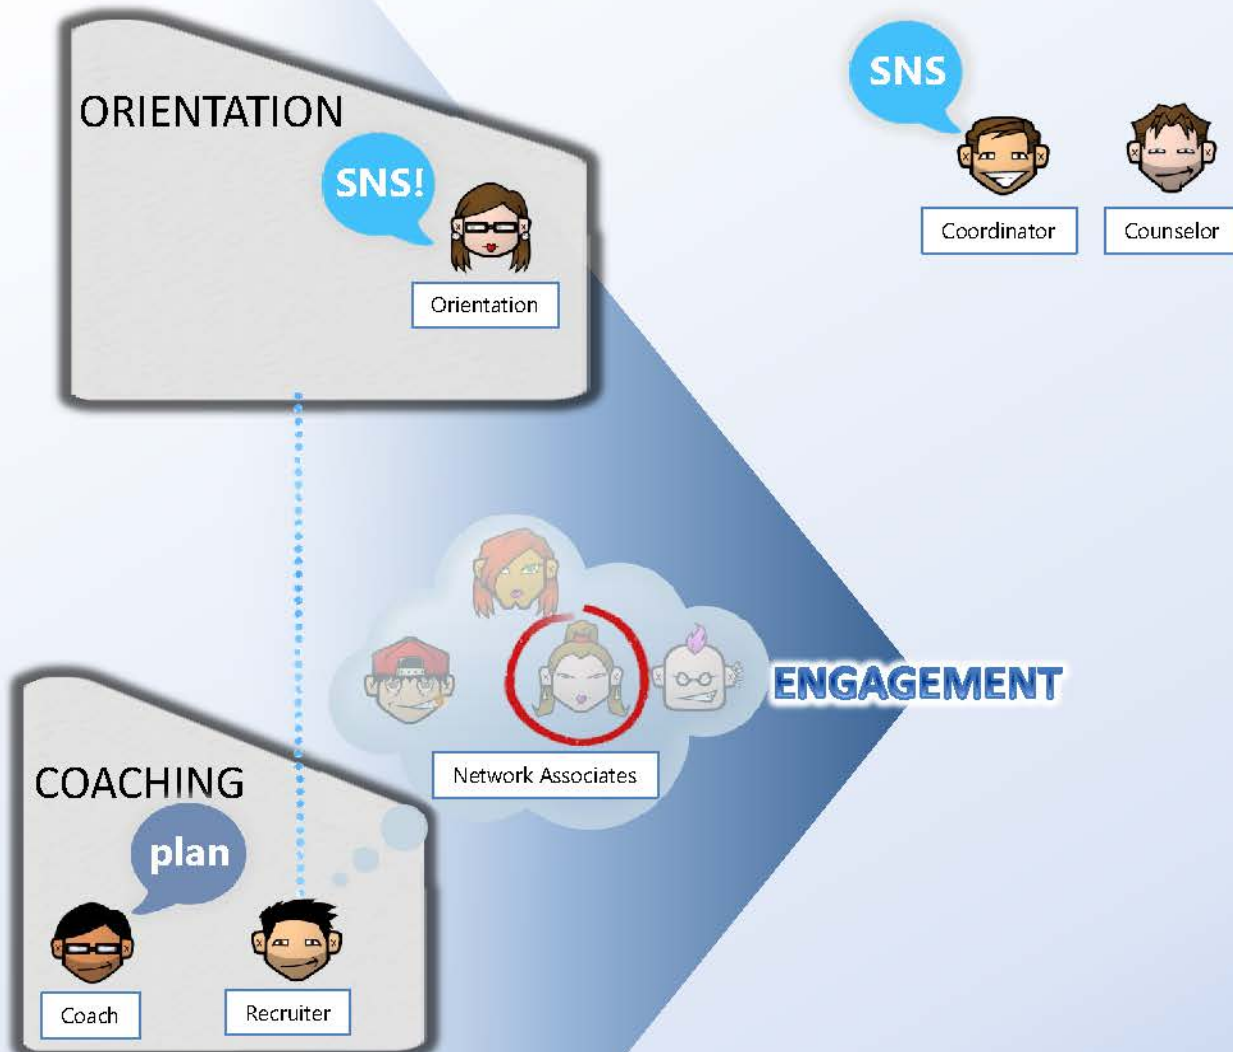 ORIENTATION
SNS!
Orientation
SNS
Coordinator
Counselor
ENGAGEMENT
Network Associates
COACHING
plan
Coach
Recruiter